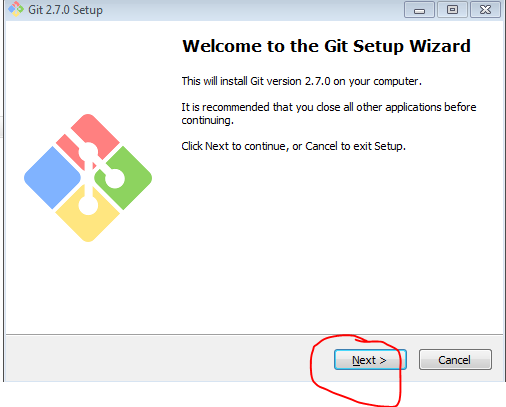 Git 2.7.0 Setup
Welcome to the Git Setup Wizard
This will install Git version 2.7.0 on your computer.
It is recommended that you close all other applications before
continuing.
Click Next to continue, or Cancel to exit Setup.
Next >
Cancel